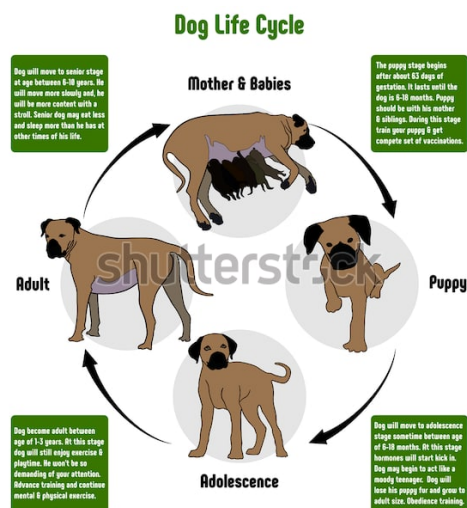 Dog Life Cycle
Dog will move to senior stage
at age between 6-10 years. He
will move more slowly and, he
will be more content with a
stroll. Senior dog may eat less
and sleep more than he has at
other times of his life.
Mother & Babies
The puppy stage begins
after about 63 days of
gestation. It lasts until the
dog is 6-18 months. Puppy
should be with his mother
& siblings. During this stage
train your puppy & get
compete set of vaccinations.
shutterstock
Adult
Puppy
Dog become adult between
age of 1-3 years. At this stage
dog will still enjoy exercise &
playtime. He won't be so
demanding of your attention.
Advance training and continue
mental & physical exercise.
Adolescence
Dog will move to adolescence
stage sometime between age
of 6-18 months. At this stage
hormones will start kick in.
Dog may begin to act like a
moody teenager. Dog will
lose his puppy fur and grow to
adult size. Obedience training.